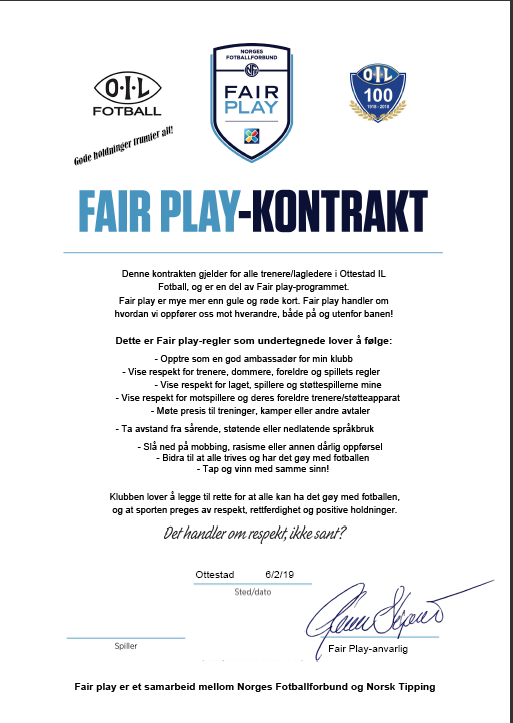 NORGES
FOTBALLFORBUND
NFF
FAIR
PLAY
O·I·L
FOTBALL
O·I·L
100
1918 - 2018
Gode holdninger trumfer alt!
FAIR PLAY-KONTRAKT
Denne kontrakten gjelder for alle trenere/lagledere i Ottestad IL
Fotball, og er en del av Fair play-programmet.
Fair play er mye mer enn gule og røde kort. Fair play handler om
hvordan vi oppfører oss mot hverandre, både på og utenfor banen!
Dette er Fair play-regler som undertegnede lover å følge:
- Opptre som en god ambassadør for min klubb
- Vise respekt for trenere, dommere, foreldre og spillets regler
- Vise respekt for laget, spillere og støttespillerne mine
- Vise respekt for motspillere og deres foreldre trenere/støtteapparat
- Møte presis til treninger, kamper eller andre avtaler
- Ta avstand fra sårende, støtende eller nedlatende språkbruk
- Slå ned på mobbing, rasisme eller annen dårlig oppførsel
- Bidra til at alle trives og har det gøy med fotballen
- Tap og vinn med samme sinn!
Klubben lover å legge til rette for at alle kan ha det gøy med fotballen,
og at sporten preges av respekt, rettferdighet og positive holdninger.
Det handler om respekt, ikke sant?
Ottestad 6/2/19
Sted/dato
Spiller
Fair Play-anvarlig
Fair play er et samarbeid mellom Norges Fotballforbund og Norsk Tipping